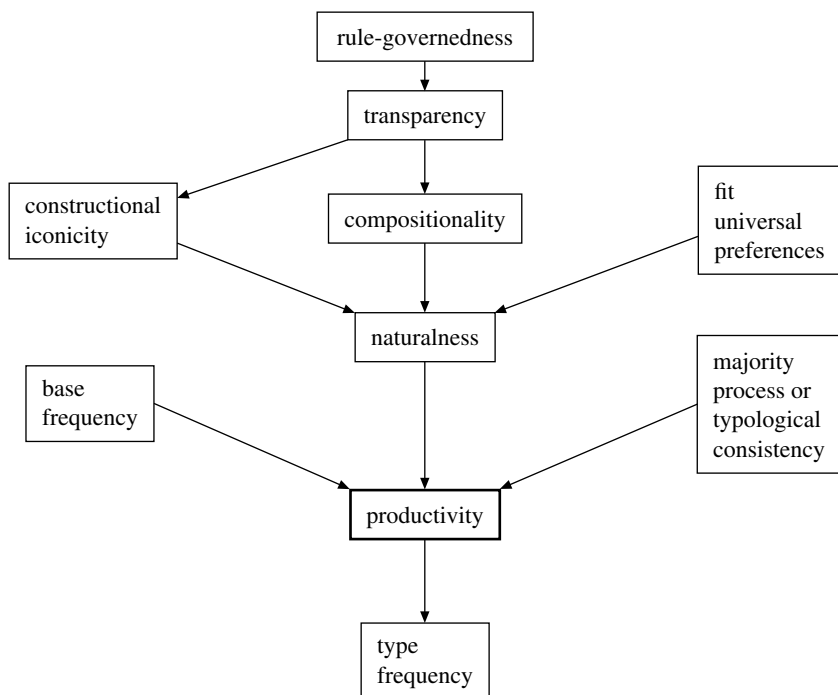 rule-governedness
transparency
constructional
iconicity
compositionality
fit
universal
preferences
naturalness
base
frequency
majority
process or
typological
consistency
productivity
type
frequency